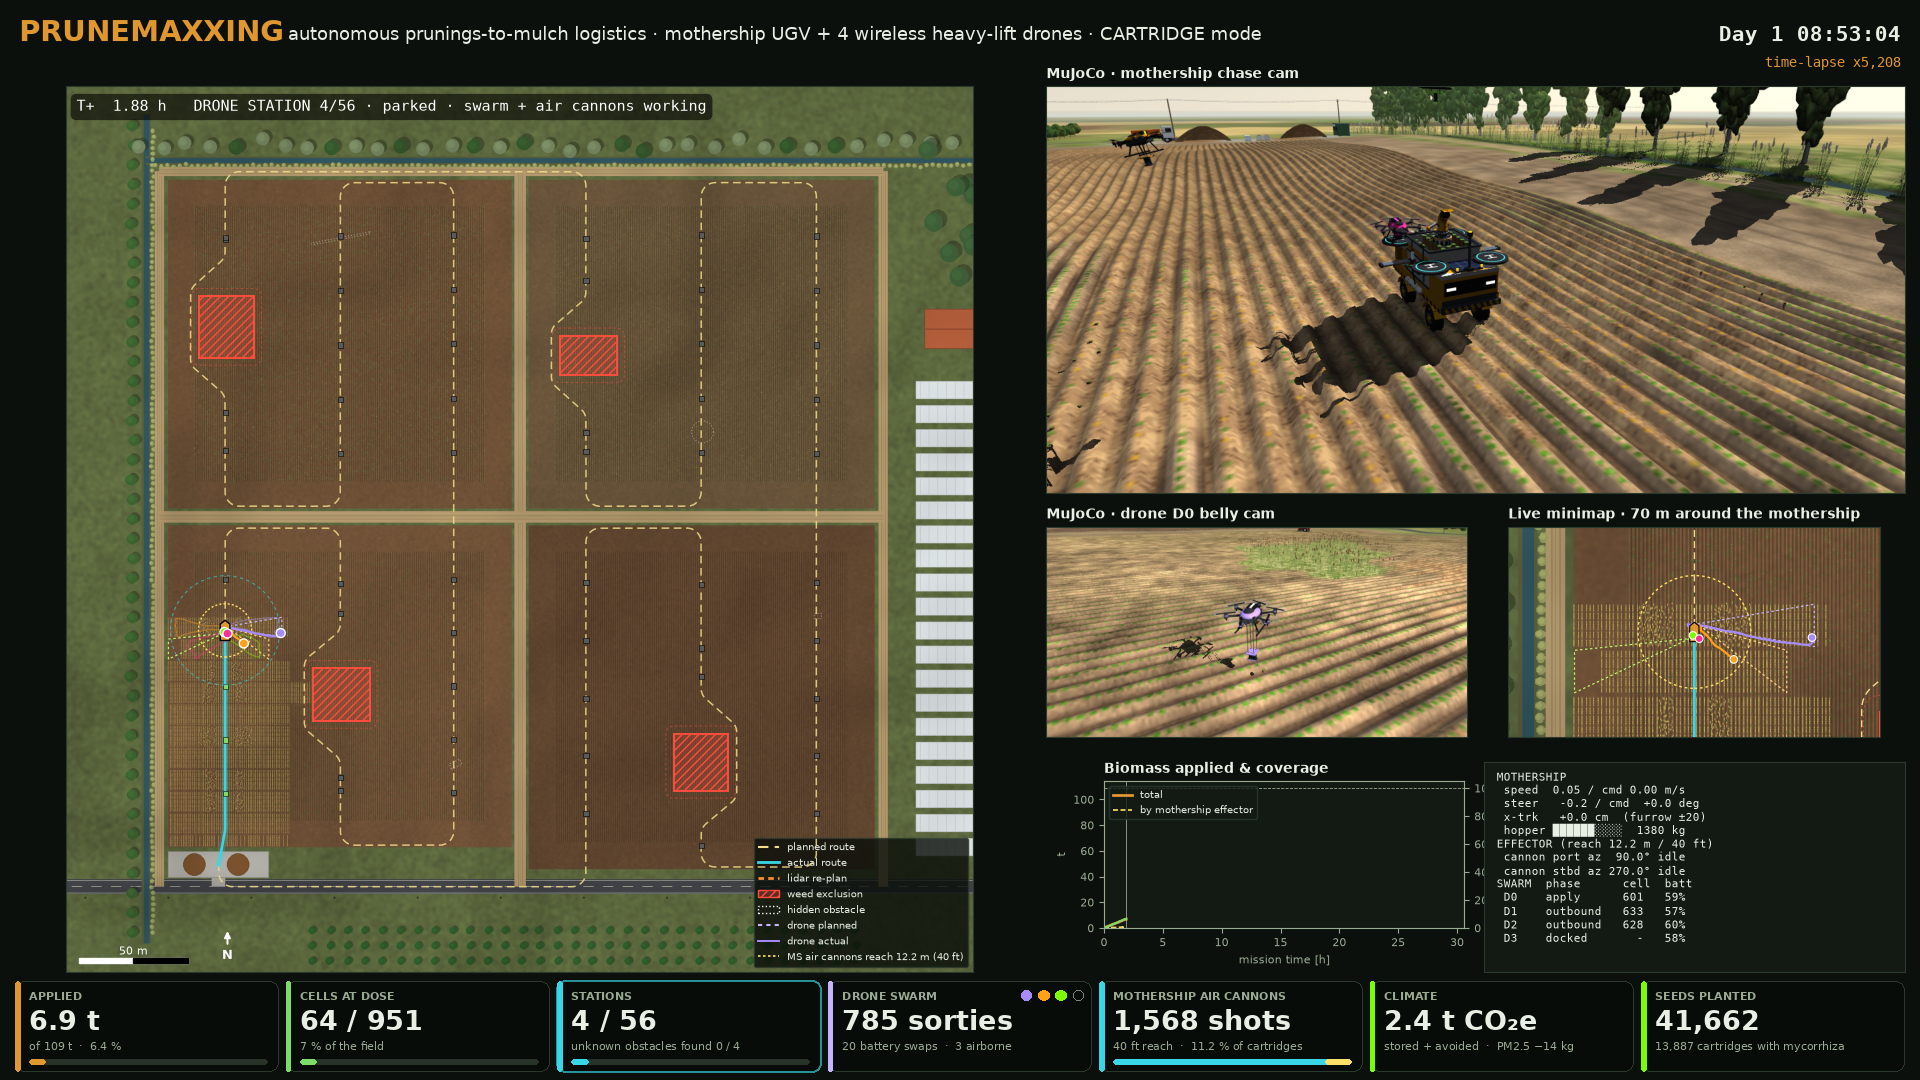 PRUNEMAXXING autonomous prunings-to-mulch logistics · mothership UGV + 4 wireless heavy-lift drones · CARTRIDGE mode
Day 1 08:53:04
time-lapse x5,208
T+ 1.88 h DRONE STATION 4/56 · parked · swarm + air cannons working
50 m
N
planned route
actual route
lidar re-plan
weed exclusion
hidden obstacle
drone planned
drone actual
MS air cannons reach 12.2 m (40 ft)
MuJoCo · mothership chase cam
H
H
MuJoCo · drone D0 belly cam
Live minimap · 70 m around the mothership
Biomass applied & coverage
total
by mothership effector
100
80
60
40
20
0
t
0 5 10 15 20 25 30
mission time [h]
MOTHERSHIP
speed 0.05 / cmd 0.00 m/s
steer -0.2 / cmd +0.0 deg
x-trk +0.0 cm (furrow ±20)
hopper ██████░░░░ 1380 kg
EFFECTOR (reach 12.2 m / 40 ft)
cannon port az 90.0° idle
cannon stbd az 270.0° idle
SWARM phase cell batt
D0 apply 601 59%
D1 outbound 633 57%
D2 outbound 628 60%
D3 docked - 58%
APPLIED
6.9 t
of 109 t · 6.4 %
CELLS AT DOSE
64 / 951
7 % of the field
STATIONS
4 / 56
unknown obstacles found 0 / 4
DRONE SWARM
785 sorties
20 battery swaps · 3 airborne
MOTHERSHIP AIR CANNONS
1,568 shots
40 ft reach · 11.2 % of cartridges
CLIMATE
2.4 t CO₂e
stored + avoided · PM2.5 −14 kg
SEEDS PLANTED
41,662
13,887 cartridges with mycorrhiza